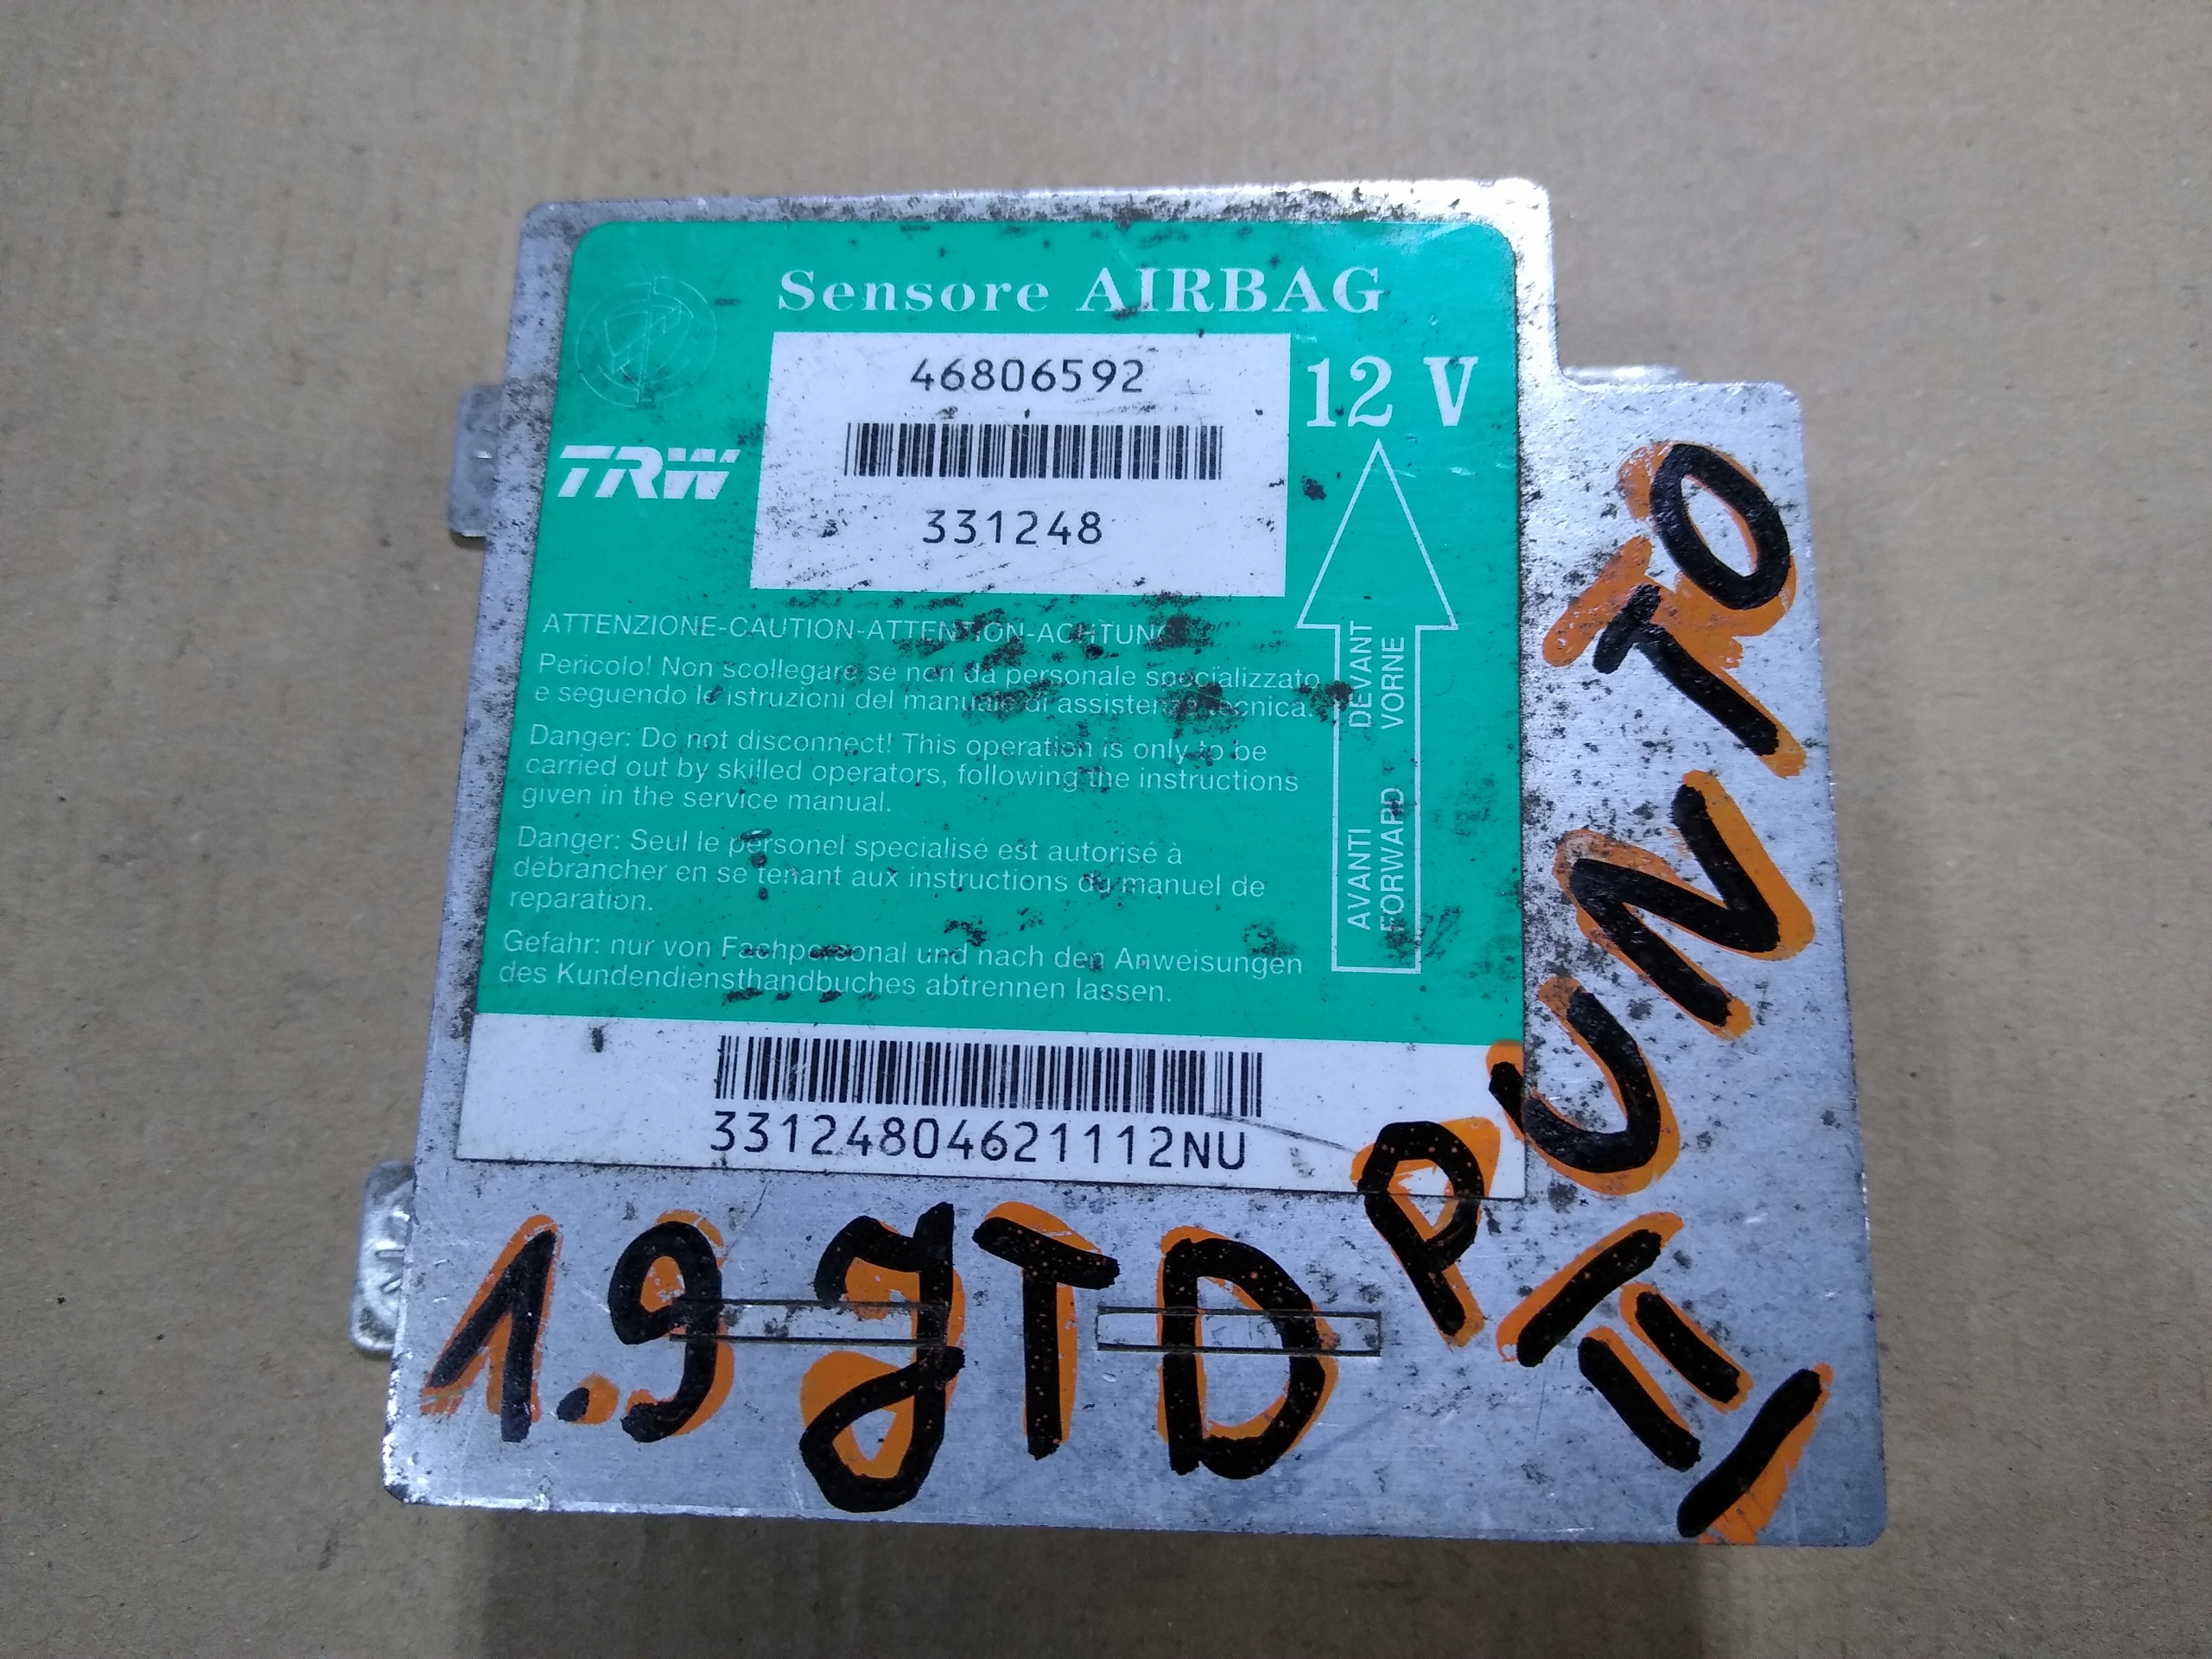 Sensore AIRBAG
46806592
12 V
TRW
331248
ATTENZIONE-CAUTION-ATTENTION-ACHTUNG
Pericolo! Non scollegare se non da personale specializzato
e seguendo le istruzioni del manuale di assistenza tecnica.
Danger: Do not disconnect! This operation is only to be
carried out by skilled operators, following the instructions
given in the service manual.
Danger: Seul le personel specialisé est autorisé à
debrancher en se tenant aux instructions du manuel de
reparation.
Gefahr: nur von Fachpersonal und nach den Anweisungen
des Kundendiensthandbuches abtrennen lassen.
AVANTI DEVANT
FORWARD VORNE
33124804621112NU
1.9 JTD
PUNTO
II